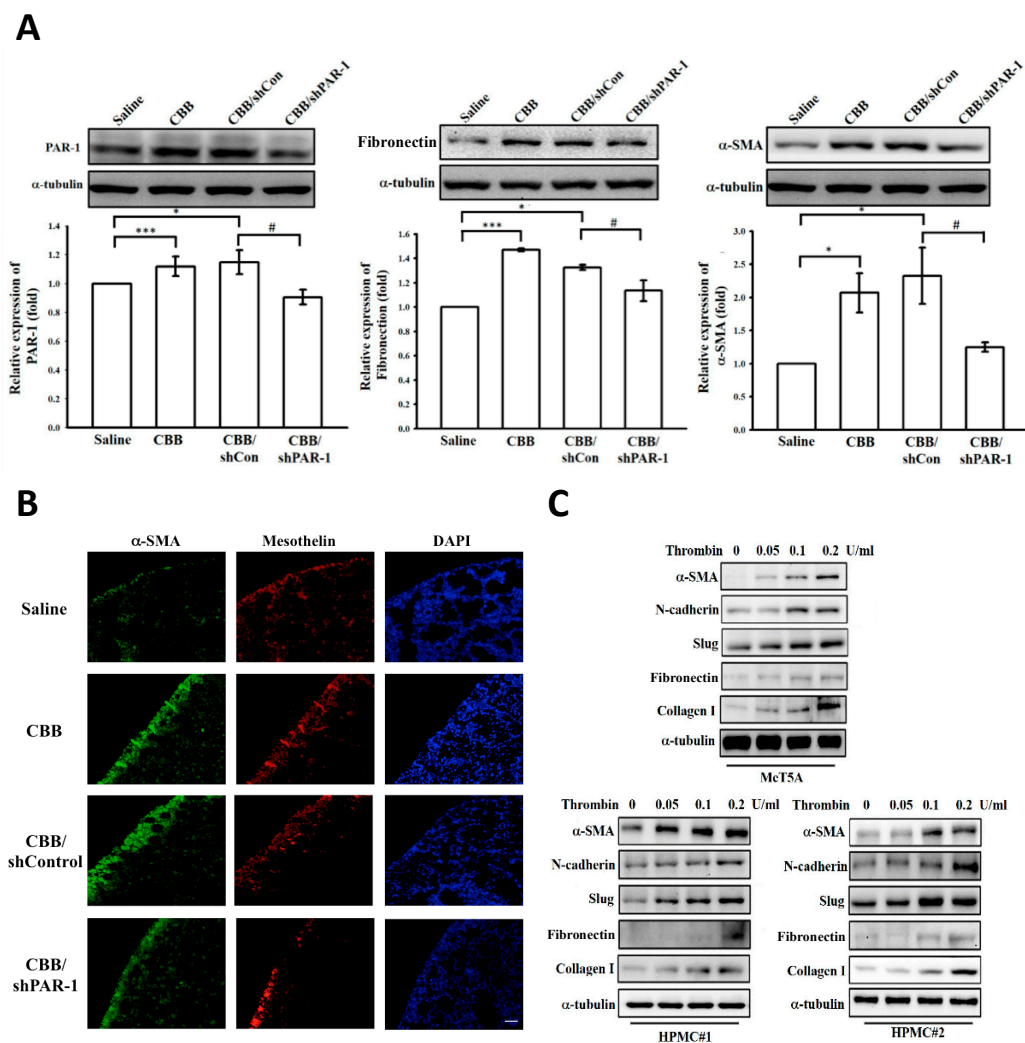 A
Saline CBB CBB/shCon CBB/shPAR-1
PAR-1
α-tubulin
1.4
1.2
1.0
0.8
0.6
0.4
0.2
0.0
Relative expression of
PAR-1 (fold)
* *** #
Saline CBB CBB/ CBB/
shCon shPAR-1
Saline CBB CBB/shCon CBB/shPAR-1
Fibronectin
α-tubulin
1.6
1.4
1.2
1.0
0.8
0.6
0.4
0.2
0.0
Relative expression of
Fibronection (fold)
* *** #
Saline CBB CBB/ CBB/
shCon shPAR-1
Saline CBB CBB/shCon CBB/shPAR-1
α-SMA
α-tubulin
3.0
2.5
2.0
1.5
1.0
0.5
0.0
Relative expression of
α-SMA (fold)
* * #
Saline CBB CBB/ CBB/
shCon shPAR-1
B
α-SMA Mesothelin DAPI
Saline
CBB
CBB/
shControl
CBB/
shPAR-1
C
Thrombin 0 0.05 0.1 0.2 U/ml
α-SMA
N-cadherin
Slug
Fibronectin
Collagen I
α-tubulin
McT5A
Thrombin 0 0.05 0.1 0.2 U/ml
α-SMA
N-cadherin
Slug
Fibronectin
Collagen I
α-tubulin
HPMC#1
Thrombin 0 0.05 0.1 0.2 U/ml
α-SMA
N-cadherin
Slug
Fibronectin
Collagen I
α-tubulin
HPMC#2